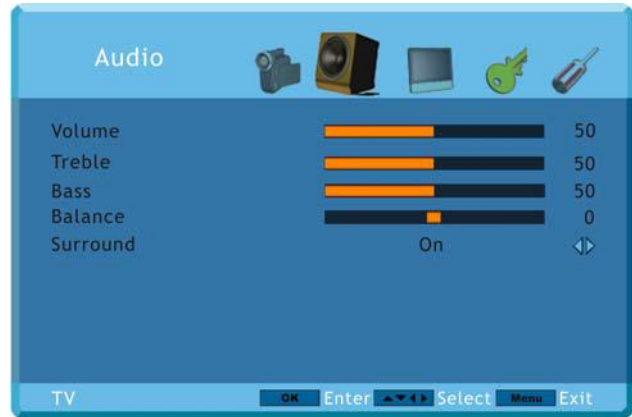 Audio
Volume 50
Treble 50
Bass 50
Balance 0
Surround On
TV OK Enter Select Menu Exit